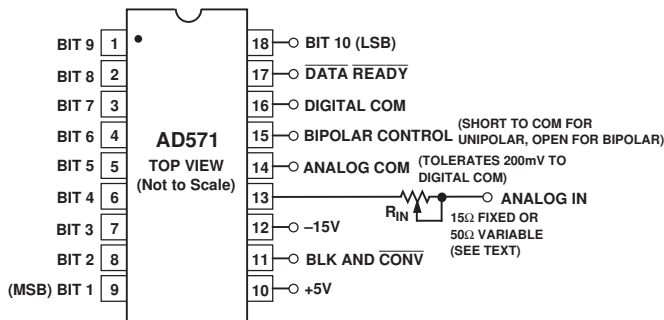 BIT 9 1
BIT 8 2
BIT 7 3
BIT 6 4
BIT 5 5
BIT 4 6
BIT 3 7
BIT 2 8
(MSB) BIT 1 9
AD571
TOP VIEW
(Not to Scale)
18 BIT 10 (LSB)
17 DATA READY
16 DIGITAL COM
15 BIPOLAR CONTROL (SHORT TO COM FOR
UNIPOLAR, OPEN FOR BIPOLAR)
14 ANALOG COM (TOLERATES 200mV TO
DIGITAL COM)
13 RIN ANALOG IN
15Ω FIXED OR
50Ω VARIABLE
(SEE TEXT)
12 –15V
11 BLK AND CONV
10 +5V